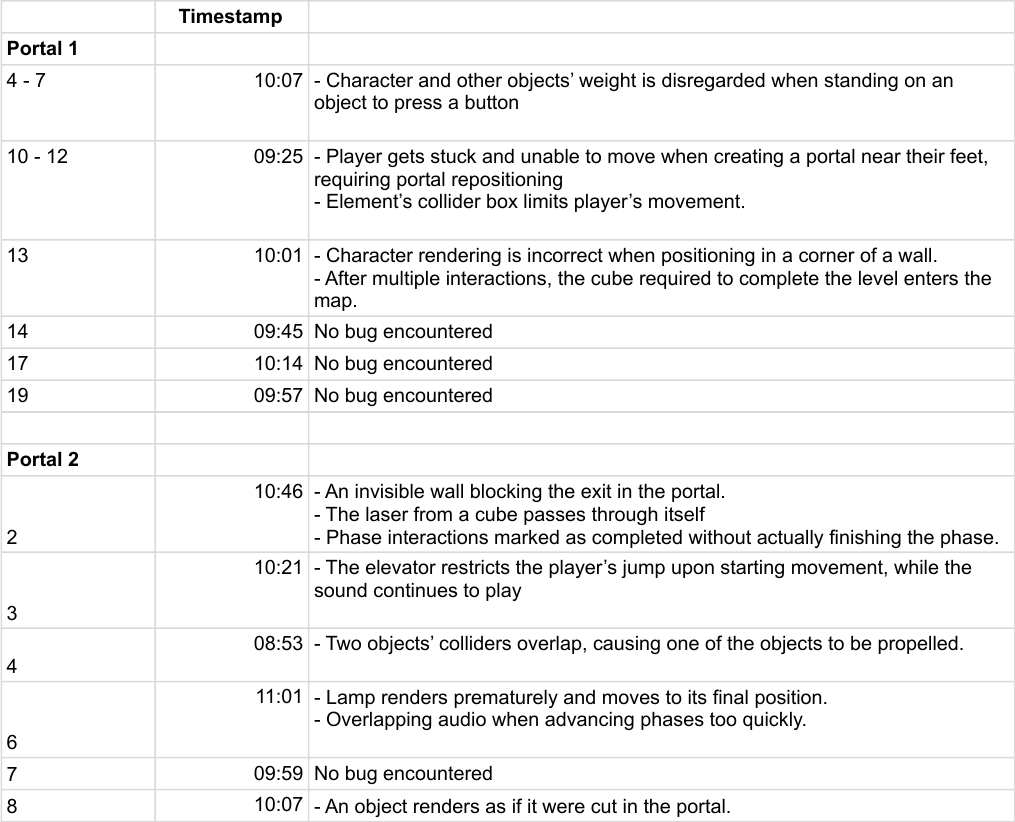 Timestamp
Portal 1
4 - 7 10:07 - Character and other objects’ weight is disregarded when standing on an
object to press a button
10 - 12 09:25 - Player gets stuck and unable to move when creating a portal near their feet,
requiring portal repositioning
- Element’s collider box limits player’s movement.
13 10:01 - Character rendering is incorrect when positioning in a corner of a wall.
- After multiple interactions, the cube required to complete the level enters the
map.
14 09:45 No bug encountered
17 10:14 No bug encountered
19 09:57 No bug encountered
Portal 2
10:46 - An invisible wall blocking the exit in the portal.
- The laser from a cube passes through itself
2 - Phase interactions marked as completed without actually finishing the phase.
10:21 - The elevator restricts the player’s jump upon starting movement, while the
sound continues to play
3
08:53 - Two objects’ colliders overlap, causing one of the objects to be propelled.
4
11:01 - Lamp renders prematurely and moves to its final position.
- Overlapping audio when advancing phases too quickly.
6
7 09:59 No bug encountered
8 10:07 - An object renders as if it were cut in the portal.